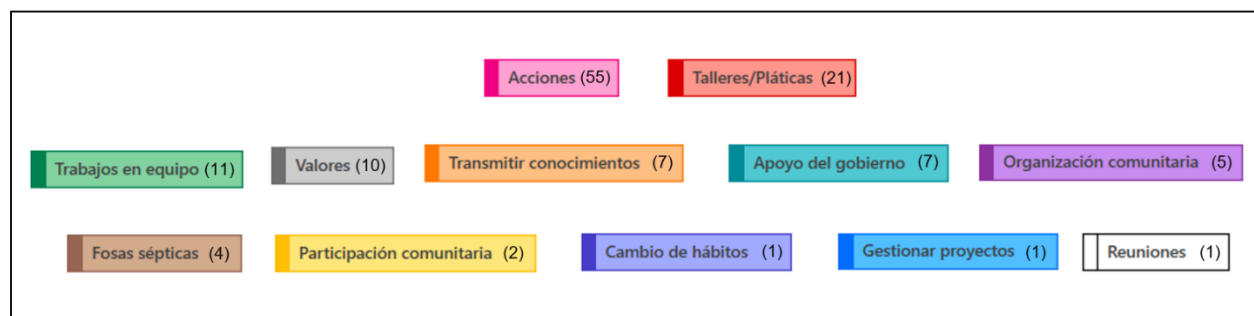 Acciones (55) Talleres/Pláticas (21)
Trabajos en equipo (11) Valores (10) Transmitir conocimientos (7) Apoyo del gobierno (7) Organización comunitaria (5)
Fosas sépticas (4) Participación comunitaria (2) Cambio de hábitos (1) Gestionar proyectos (1) Reuniones (1)